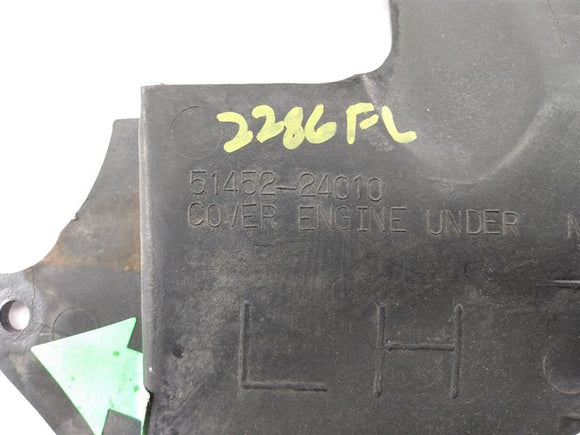 2286FL
51452-24010
COVER ENGINE UNDER N
LH